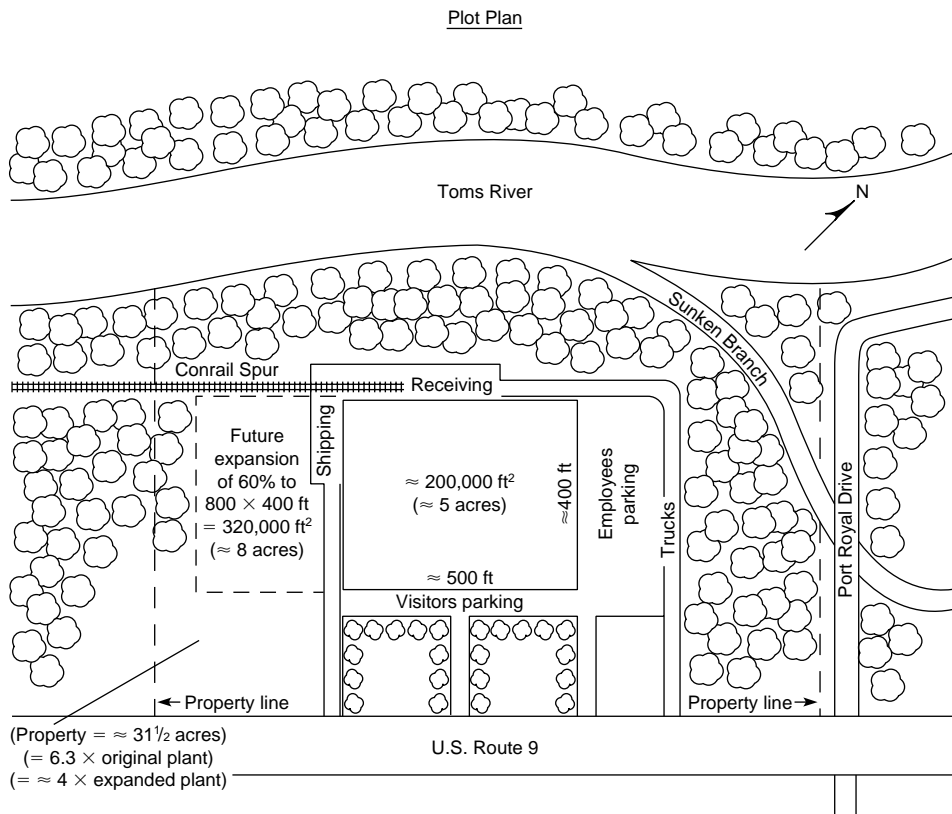 Plot Plan
Toms River
N
Sunken Branch
Conrail Spur
Receiving
Shipping
Future
expansion
of 60% to
800 × 400 ft
= 320,000 ft²
(≈ 8 acres)
≈ 200,000 ft²
(≈ 5 acres)
≈400 ft
Employees
parking
Trucks
Port Royal Drive
≈ 500 ft
Visitors parking
Property line
Property line
(Property = ≈ 31 1/2 acres)
(= 6.3 × original plant)
(= ≈ 4 × expanded plant)
U.S. Route 9